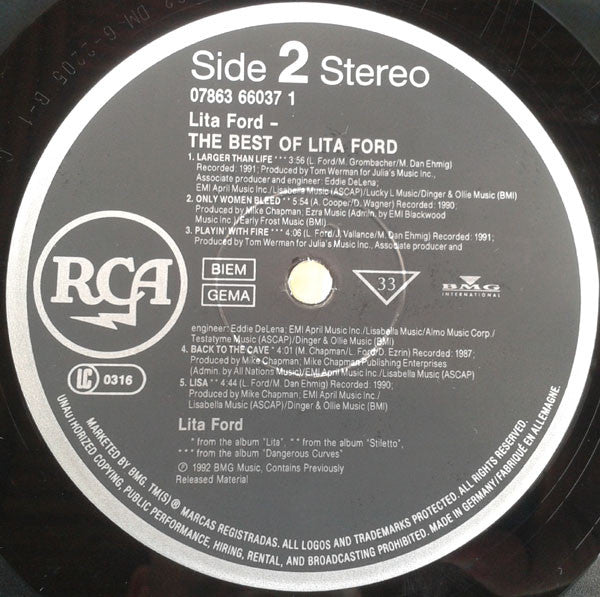 Side 2 Stereo
07863 66037 1
Lita Ford -
THE BEST OF LITA FORD
1. LARGER THAN LIFE *** 3:56 (L. Ford/M. Grombacher/M. Dan Ehmig)
Recorded: 1991; Produced by Tom Werman for Julia's Music Inc.,
Associate producer and engineer: Eddie DeLena;
EMI April Music Inc./Lisabella Music (ASCAP)/Lucky L Music/Dinger & Ollie Music (BMI)
2. ONLY WOMEN BLEED ** 5:54 (A. Cooper/D. Wagner) Recorded: 1990;
Produced by Mike Chapman; Ezra Music (Admin. by EMI Blackwood
Music Inc.)/Early Frost Music (BMI)
3. PLAYIN' WITH FIRE *** 4:06 (L. Ford/J. Vallance/M. Dan Ehmig) Recorded: 1991;
Produced by Tom Werman for Julia's Music Inc., Associate producer and
RCA
BIEM
GEMA
33
BMG
INTERNATIONAL
LC 0316
engineer: Eddie DeLena; EMI April Music Inc./Lisabella Music/Almo Music Corp./
Testatyme Music (ASCAP)/Dinger & Ollie Music (BMI)
4. BACK TO THE CAVE * 4:01 (M. Chapman/L. Ford/D. Ezrin) Recorded: 1987;
Produced by Mike Chapman; Mike Chapman Publishing Enterprises
(Admin. by All Nations Music)/EMI April Music Inc./Lisabella Music (ASCAP)
5. LISA ** 4:44 (L. Ford/M. Dan Ehmig) Recorded: 1990;
Produced by Mike Chapman; EMI April Music Inc./
Lisabella Music (ASCAP)/Dinger & Ollie Music (BMI)
Lita Ford
* from the album "Lita", ** from the album "Stiletto",
*** from the album "Dangerous Curves"
Ⓟ 1992 BMG Music, Contains Previously
Released Material
MARKETED BY BMG. TM(S) ® MARCAS REGISTRADAS. ALL LOGOS AND TRADEMARKS PROTECTED. ALL RIGHTS RESERVED.
UNAUTHORIZED COPYING, PUBLIC PERFORMANCE, HIRING, RENTAL, AND BROADCASTING PROHIBITED. MADE IN GERMANY/FABRIQUÉ EN ALLEMAGNE.